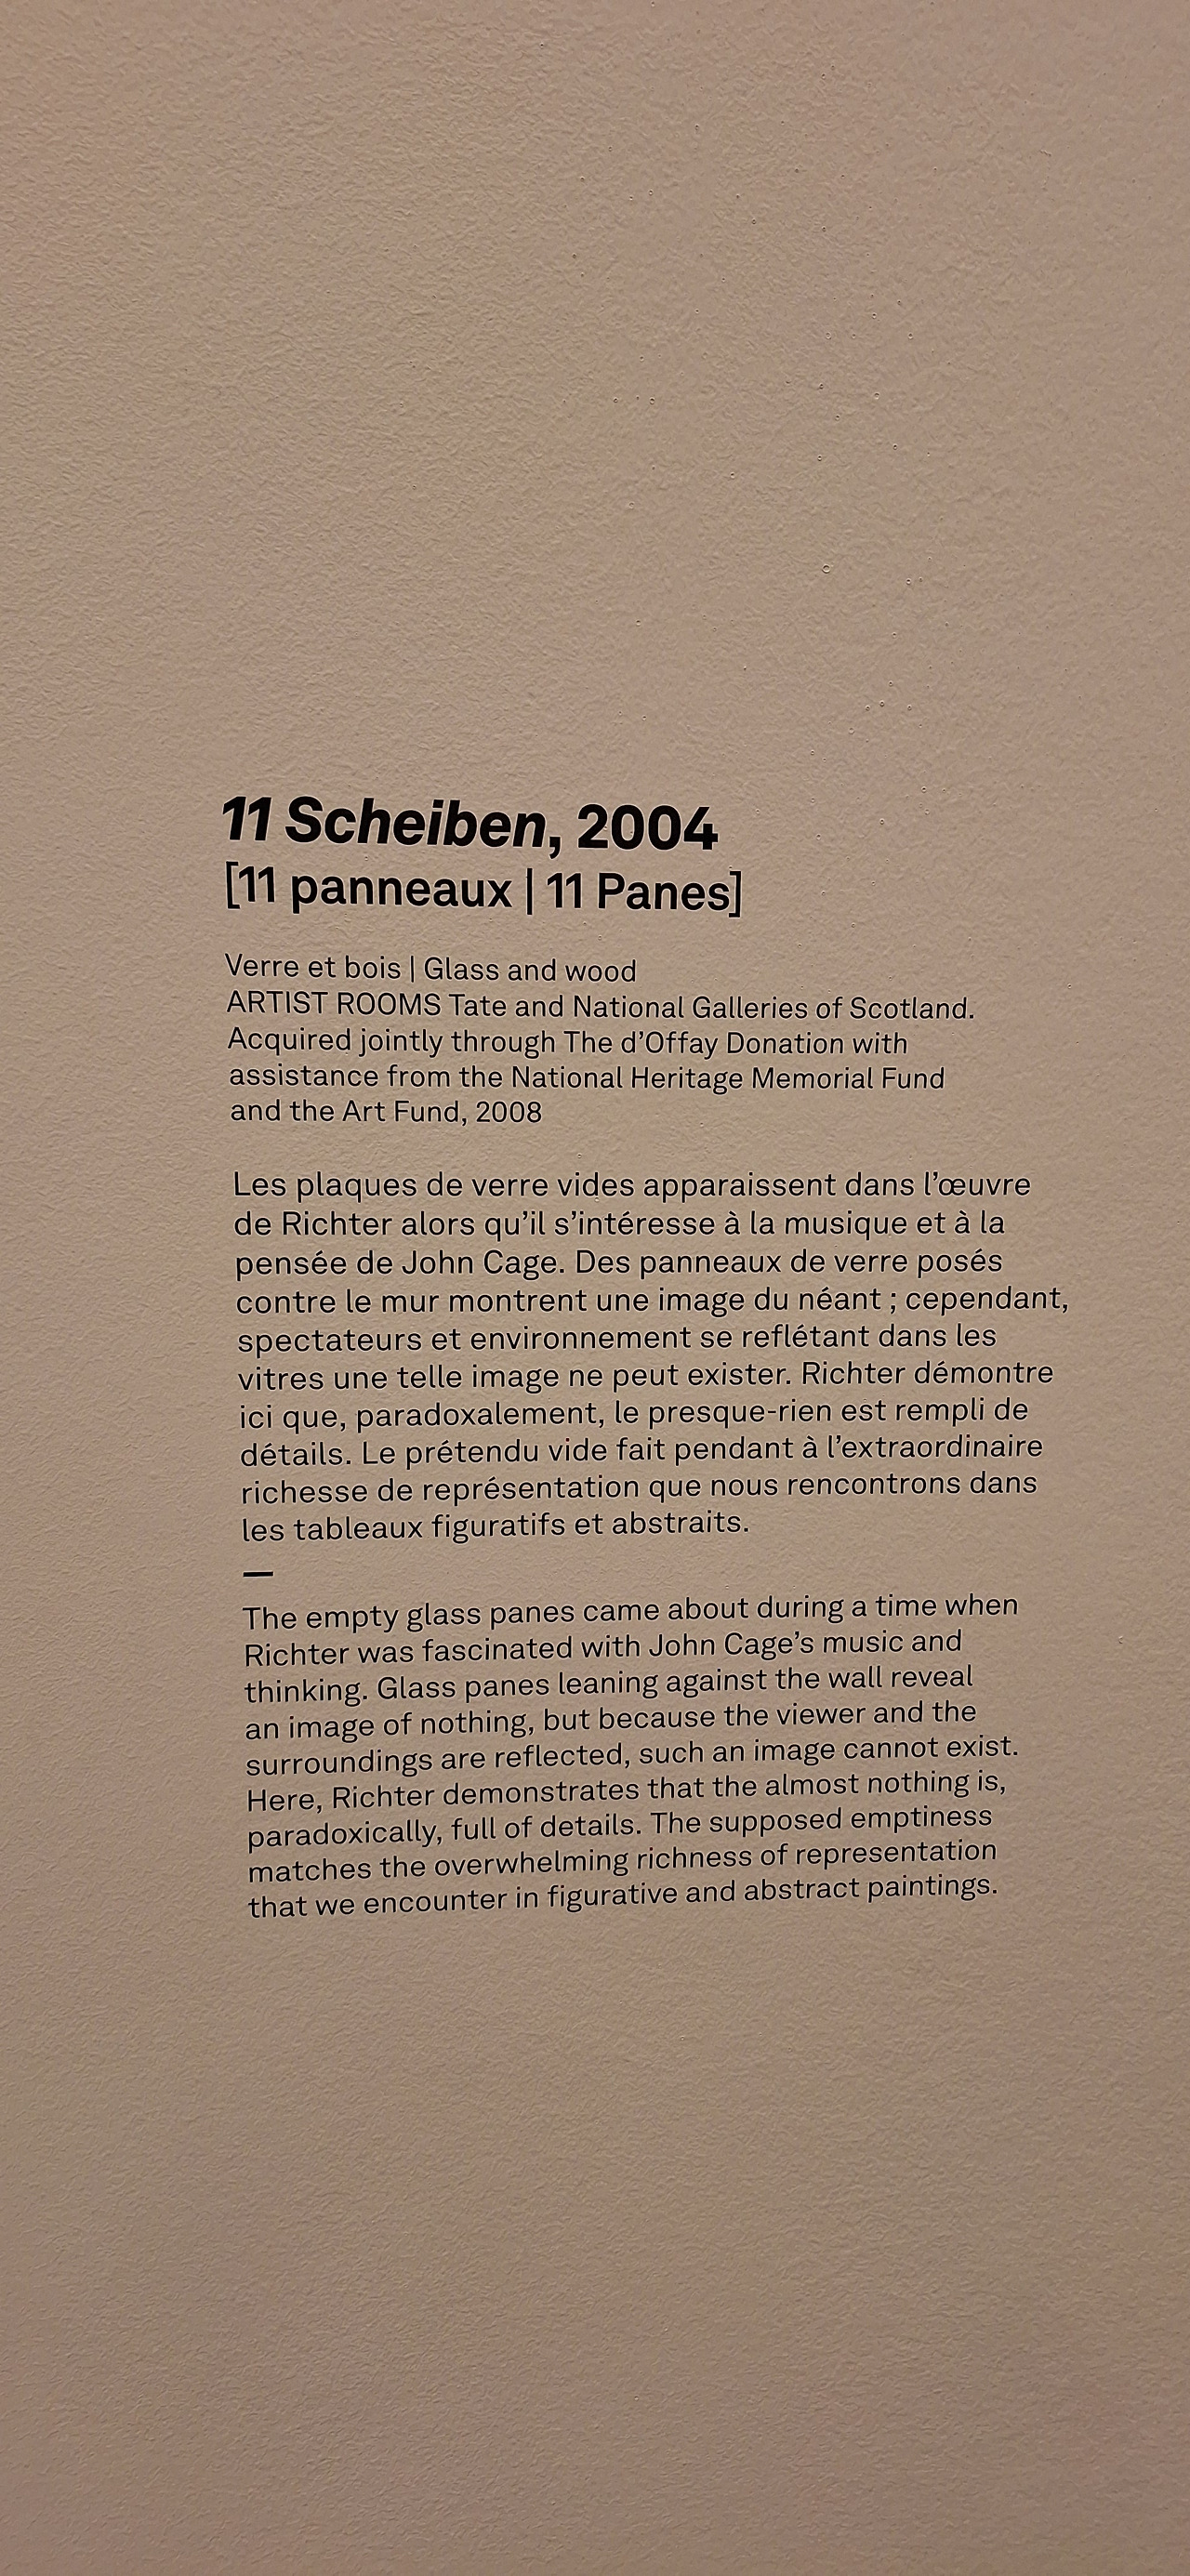 11 Scheiben, 2004
[11 panneaux | 11 Panes]
Verre et bois | Glass and wood
ARTIST ROOMS Tate and National Galleries of Scotland.
Acquired jointly through The d’Offay Donation with
assistance from the National Heritage Memorial Fund
and the Art Fund, 2008
Les plaques de verre vides apparaissent dans l’œuvre
de Richter alors qu’il s’intéresse à la musique et à la
pensée de John Cage. Des panneaux de verre posés
contre le mur montrent une image du néant ; cependant,
spectateurs et environnement se reflétant dans les
vitres une telle image ne peut exister. Richter démontre
ici que, paradoxalement, le presque-rien est rempli de
détails. Le prétendu vide fait pendant à l’extraordinaire
richesse de représentation que nous rencontrons dans
les tableaux figuratifs et abstraits.
—
The empty glass panes came about during a time when
Richter was fascinated with John Cage’s music and
thinking. Glass panes leaning against the wall reveal
an image of nothing, but because the viewer and the
surroundings are reflected, such an image cannot exist.
Here, Richter demonstrates that the almost nothing is,
paradoxically, full of details. The supposed emptiness
matches the overwhelming richness of representation
that we encounter in figurative and abstract paintings.